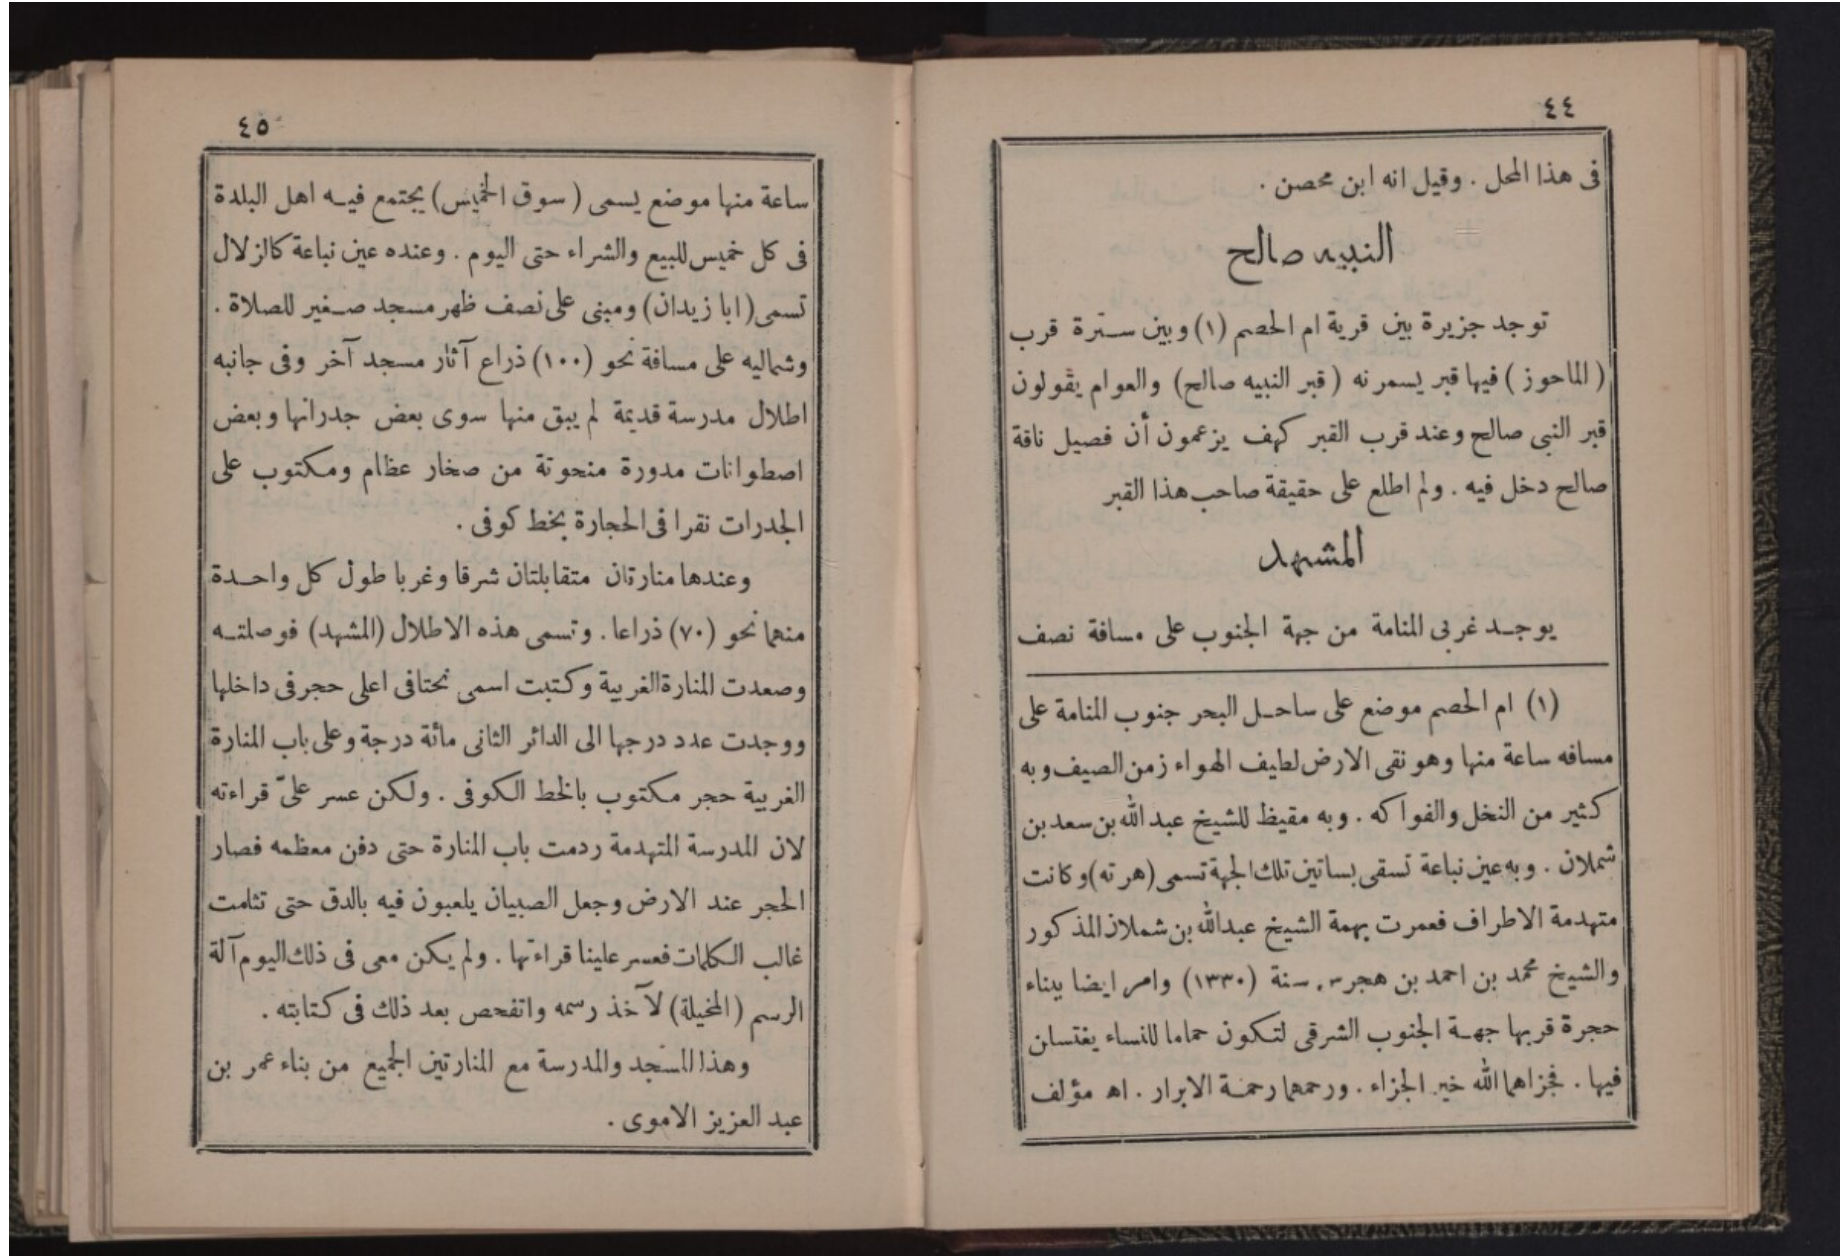 ٤٤
فى هذا المحل . وقيل انه ابن محصن .
النبيه صالح
توجد جزيرة بين قرية ام الحصم (١) وبين سترة قرب
( الماحوز ) فيها قبر يسمرنه ( قبر النبيه صالح ) والعوام يقولون
قبر النبى صالح وعند قرب القبر كهف يزعمون أن فصيل ناقة
صالح دخل فيه . ولم اطلع على حقيقة صاحب هذا القبر
المشهد
يوجد غربى المنامة من جهة الجنوب على مسافة نصف
(١) ام الحصم موضع على ساحل البحر جنوب المنامة على
مسافه ساعة منها وهو نقى الارض لطيف الهواء زمن الصيف وبه
كثير من النخل والفواكه . وبه مقيظ للشيخ عبد الله بن سعد بن
شملان . وبه عين نباعة تسقى بساتين تلك الجهة تسمى (هرته) وكانت
متهدمة الاطراف فعمرت بهمة الشيخ عبدالله بن شملان المذكور
والشيخ محمد بن احمد بن هجرس . سنة (١٣٣٠) وامر ايضا ببناء
حجرة قربها جهة الجنوب الشرقى لتكون حماما للنساء يغتسلن
فيها . فجزاهما الله خير الجزاء . ورحمهما رحمة الابرار . اه مؤلف
٤٥
ساعة منها موضع يسمى ( سوق الخميس ) يجتمع فيه اهل البلدة
فى كل خميس للبيع والشراء حتى اليوم . وعنده عين نباعة كالزلال
تسمى ( ابا زيدان ) ومبنى على نصف ظهر مسجد صغير للصلاة .
وشماليه على مسافة نحو (١٠٠) ذراع آثار مسجد آخر وفى جانبه
اطلال مدرسة قديمة لم يبق منها سوى بعض جدرانها وبعض
اصطوانات مدورة منحوتة من صخار عظام ومكتوب على
الجدرات نقرا فى الحجارة بخط كوفى .
وعندها منارتان متقابلتان شرقا وغربا طول كل واحدة
منهما نحو (٧٠) ذراعا . وتسمى هذه الاطلال (المشهد) فوصلته
وصعدت المنارة الغربية وكتبت اسمى نحتا فى اعلى حجر فى داخلها
ووجدت عدد درجها الى الدائر الثانى مائة درجة وعلى باب المنارة
الغربية حجر مكتوب بالخط الكوفى . ولكن عسر علىّ قراءته
لان المدرسة المتهدمة ردمت باب المنارة حتى دفن معظمه فصار
الحجر عند الارض وجعل الصبيان يلعبون فيه بالدق حتى تثلمت
غالب الكلمات فعسر علينا قراءتها . ولم يكن معى فى ذلك اليوم آلة
الرسم ( المخيلة ) لآخذ رسمه واتفحص بعد ذلك فى كتابته .
وهذا المسجد والمدرسة مع المنارتين الجميع من بناء عمر بن
عبد العزيز الاموى .